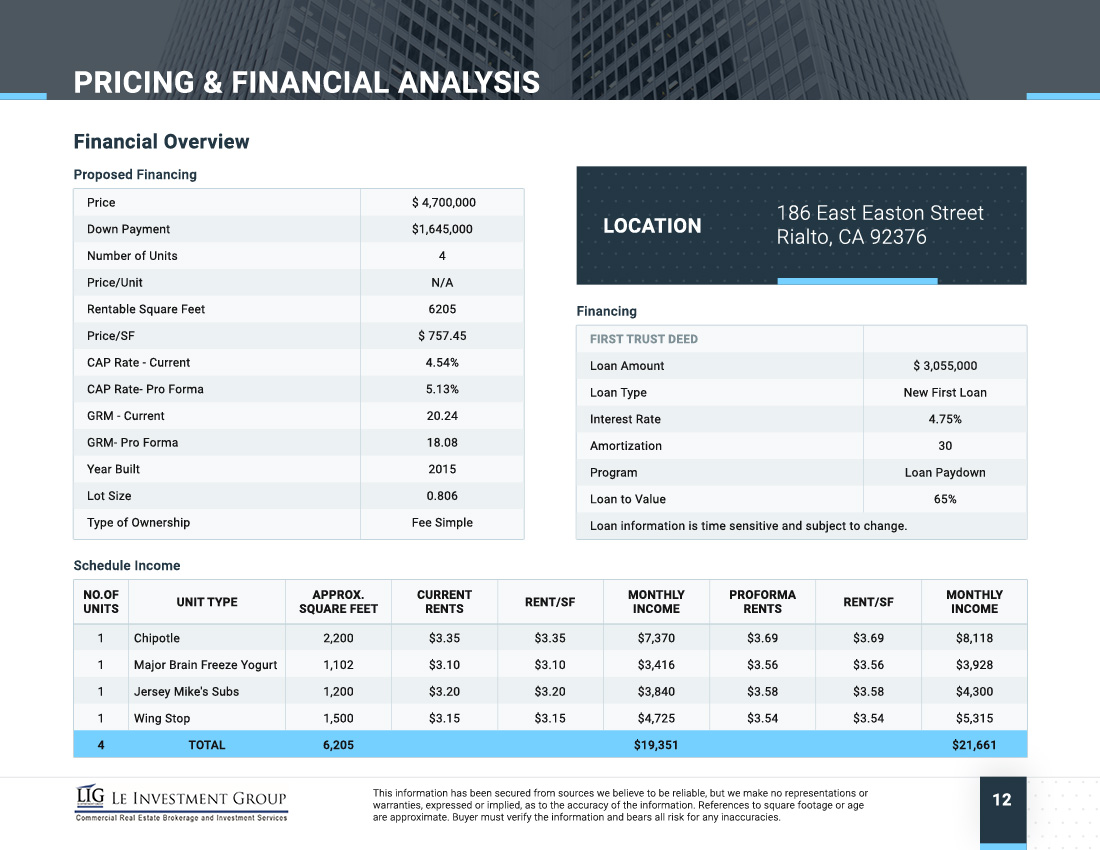 PRICING & FINANCIAL ANALYSIS
Financial Overview
Proposed Financing
Price $ 4,700,000
Down Payment $1,645,000
Number of Units 4
Price/Unit N/A
Rentable Square Feet 6205
Price/SF $ 757.45
CAP Rate - Current 4.54%
CAP Rate- Pro Forma 5.13%
GRM - Current 20.24
GRM- Pro Forma 18.08
Year Built 2015
Lot Size 0.806
Type of Ownership Fee Simple
LOCATION
186 East Easton Street
Rialto, CA 92376
Financing
FIRST TRUST DEED
Loan Amount $ 3,055,000
Loan Type New First Loan
Interest Rate 4.75%
Amortization 30
Program Loan Paydown
Loan to Value 65%
Loan information is time sensitive and subject to change.
Schedule Income
NO.OF UNITS UNIT TYPE APPROX. SQUARE FEET CURRENT RENTS RENT/SF MONTHLY INCOME PROFORMA RENTS RENT/SF MONTHLY INCOME
1 Chipotle 2,200 $3.35 $3.35 $7,370 $3.69 $3.69 $8,118
1 Major Brain Freeze Yogurt 1,102 $3.10 $3.10 $3,416 $3.56 $3.56 $3,928
1 Jersey Mike's Subs 1,200 $3.20 $3.20 $3,840 $3.58 $3.58 $4,300
1 Wing Stop 1,500 $3.15 $3.15 $4,725 $3.54 $3.54 $5,315
4 TOTAL 6,205 $19,351 $21,661
LIG LE INVESTMENT GROUP
Commercial Real Estate Brokerage and Investment Services
This information has been secured from sources we believe to be reliable, but we make no representations or
warranties, expressed or implied, as to the accuracy of the information. References to square footage or age
are approximate. Buyer must verify the information and bears all risk for any inaccuracies.
12